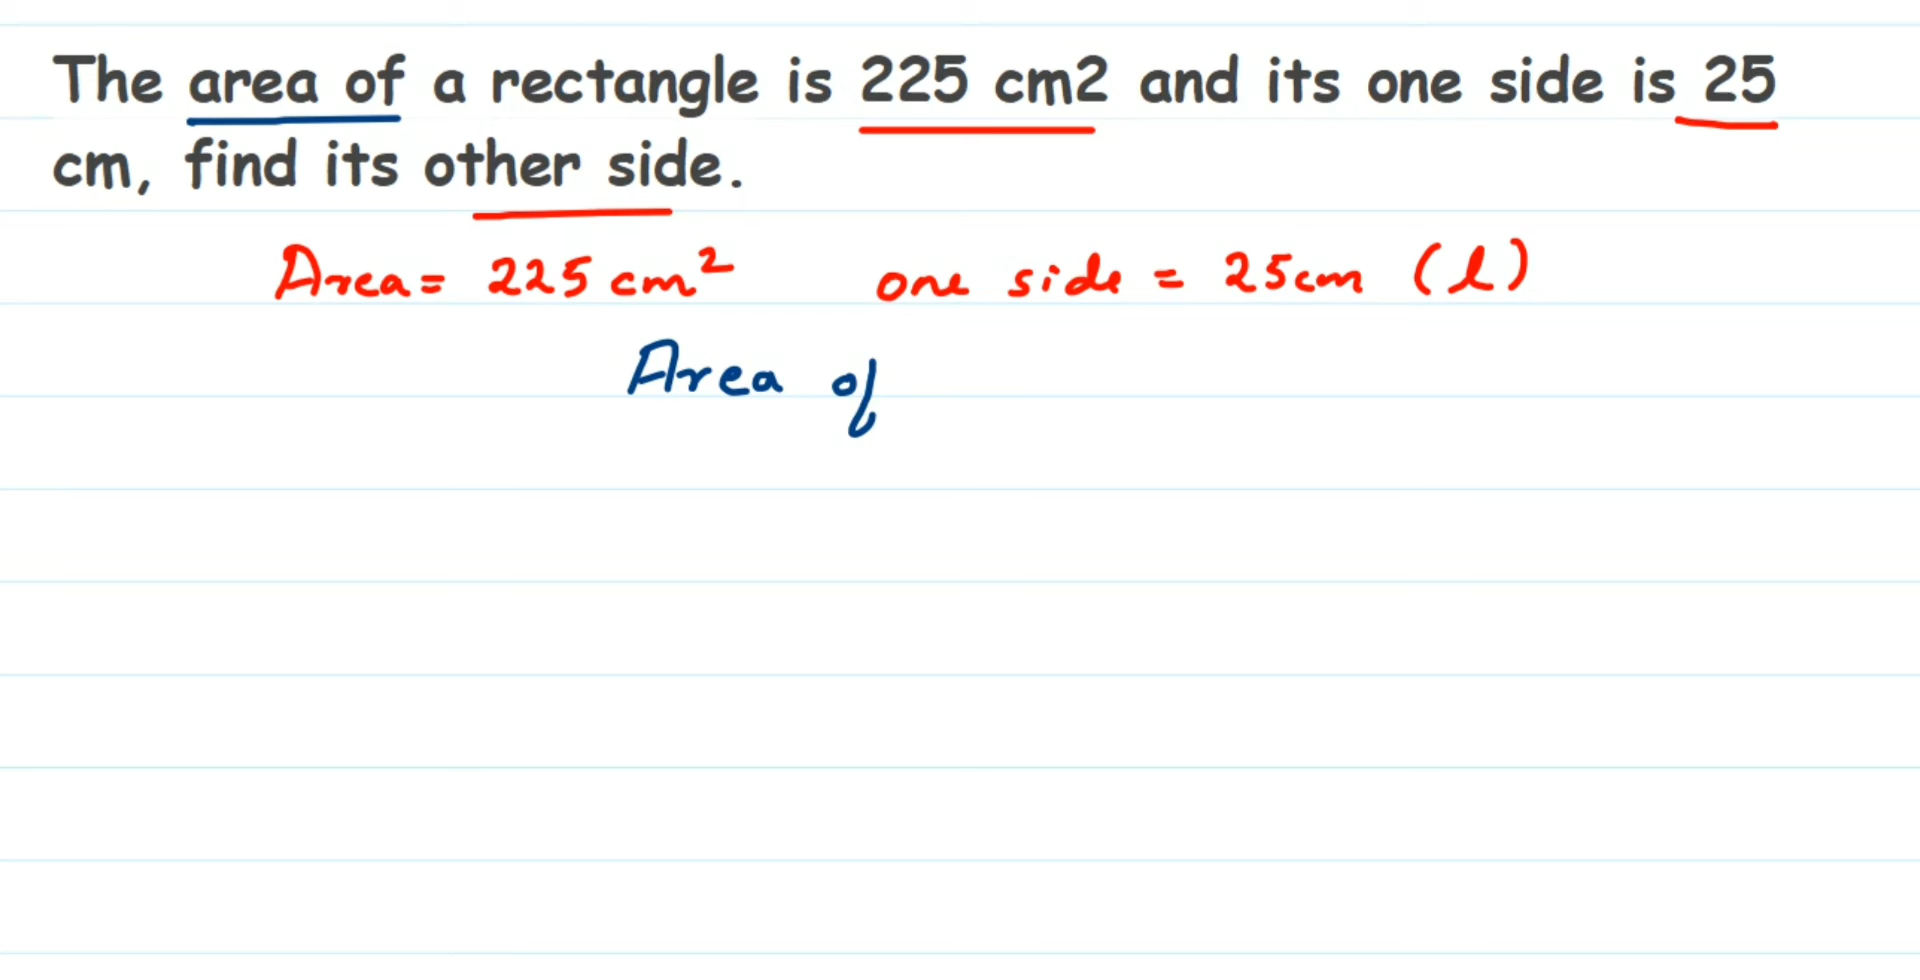 The area of a rectangle is 225 cm2 and its one side is 25
cm, find its other side.
Area = 225 cm² one side = 25cm (l)
Area of